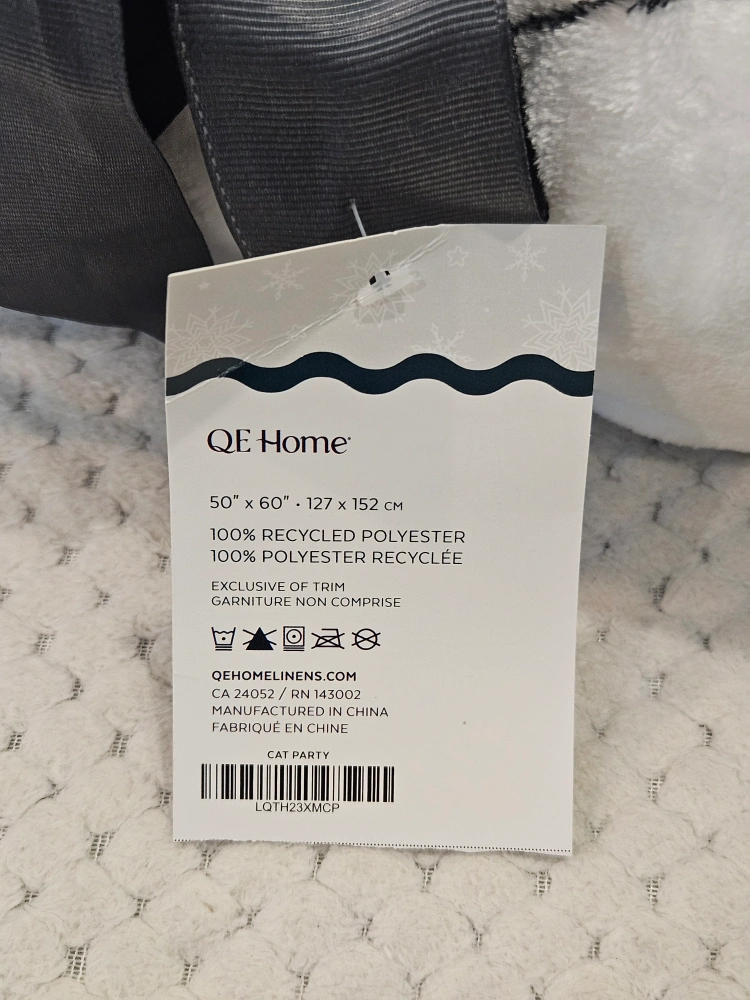 QE Home
50" x 60" • 127 x 152 CM
100% RECYCLED POLYESTER
100% POLYESTER RECYCLÉE
EXCLUSIVE OF TRIM
GARNITURE NON COMPRISE
QEHOMELINENS.COM
CA 24052 / RN 143002
MANUFACTURED IN CHINA
FABRIQUÉ EN CHINE
CAT PARTY
LQTH23XMCP